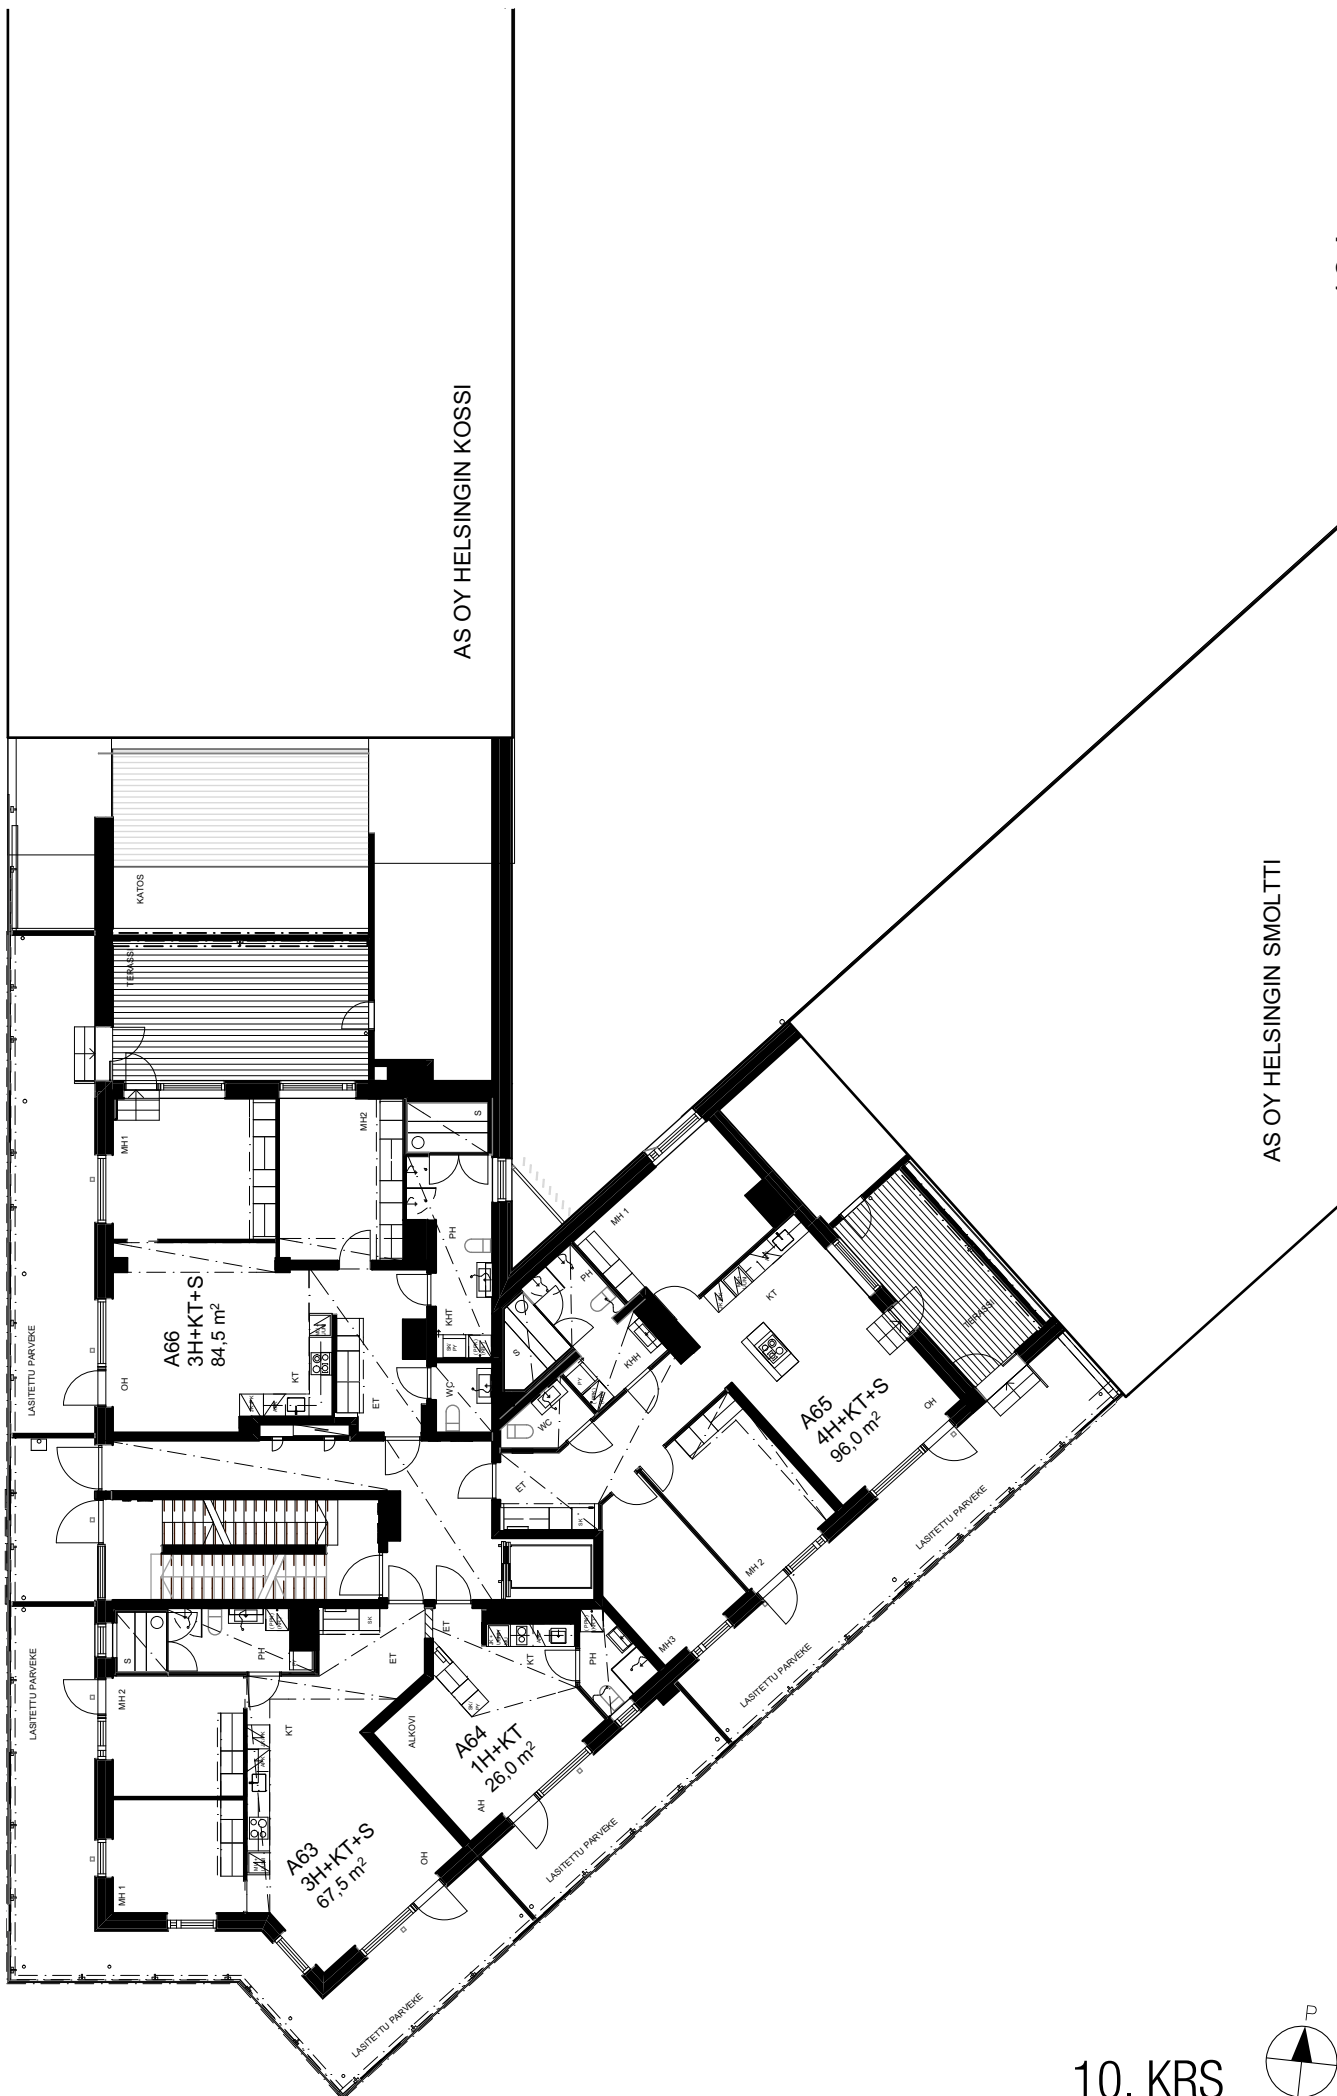 AS OY HELSINGIN KOSSI
AS OY HELSINGIN SMOLTTI
KATOS
TERASSI
LASITETTU PARVEKE
MH1
MH2
S
A66
3H+KT+S
84,5 m²
OH
KT
ET
PH
KHT
WC
MH 1
PH
S
KHH
WC
ET
SK
KT
TERASSI
A65
4H+KT+S
96,0 m²
OH
MH 2
MH3
LASITETTU PARVEKE
LASITETTU PARVEKE
LASITETTU PARVEKE
S
PH
SK
ET
MH 2
KT
MH 1
A63
3H+KT+S
67,5 m²
OH
LASITETTU PARVEKE
ET
KT
PH
ALKOVI
A64
1H+KT
26,0 m²
AH
LASITETTU PARVEKE
10. KRS
P